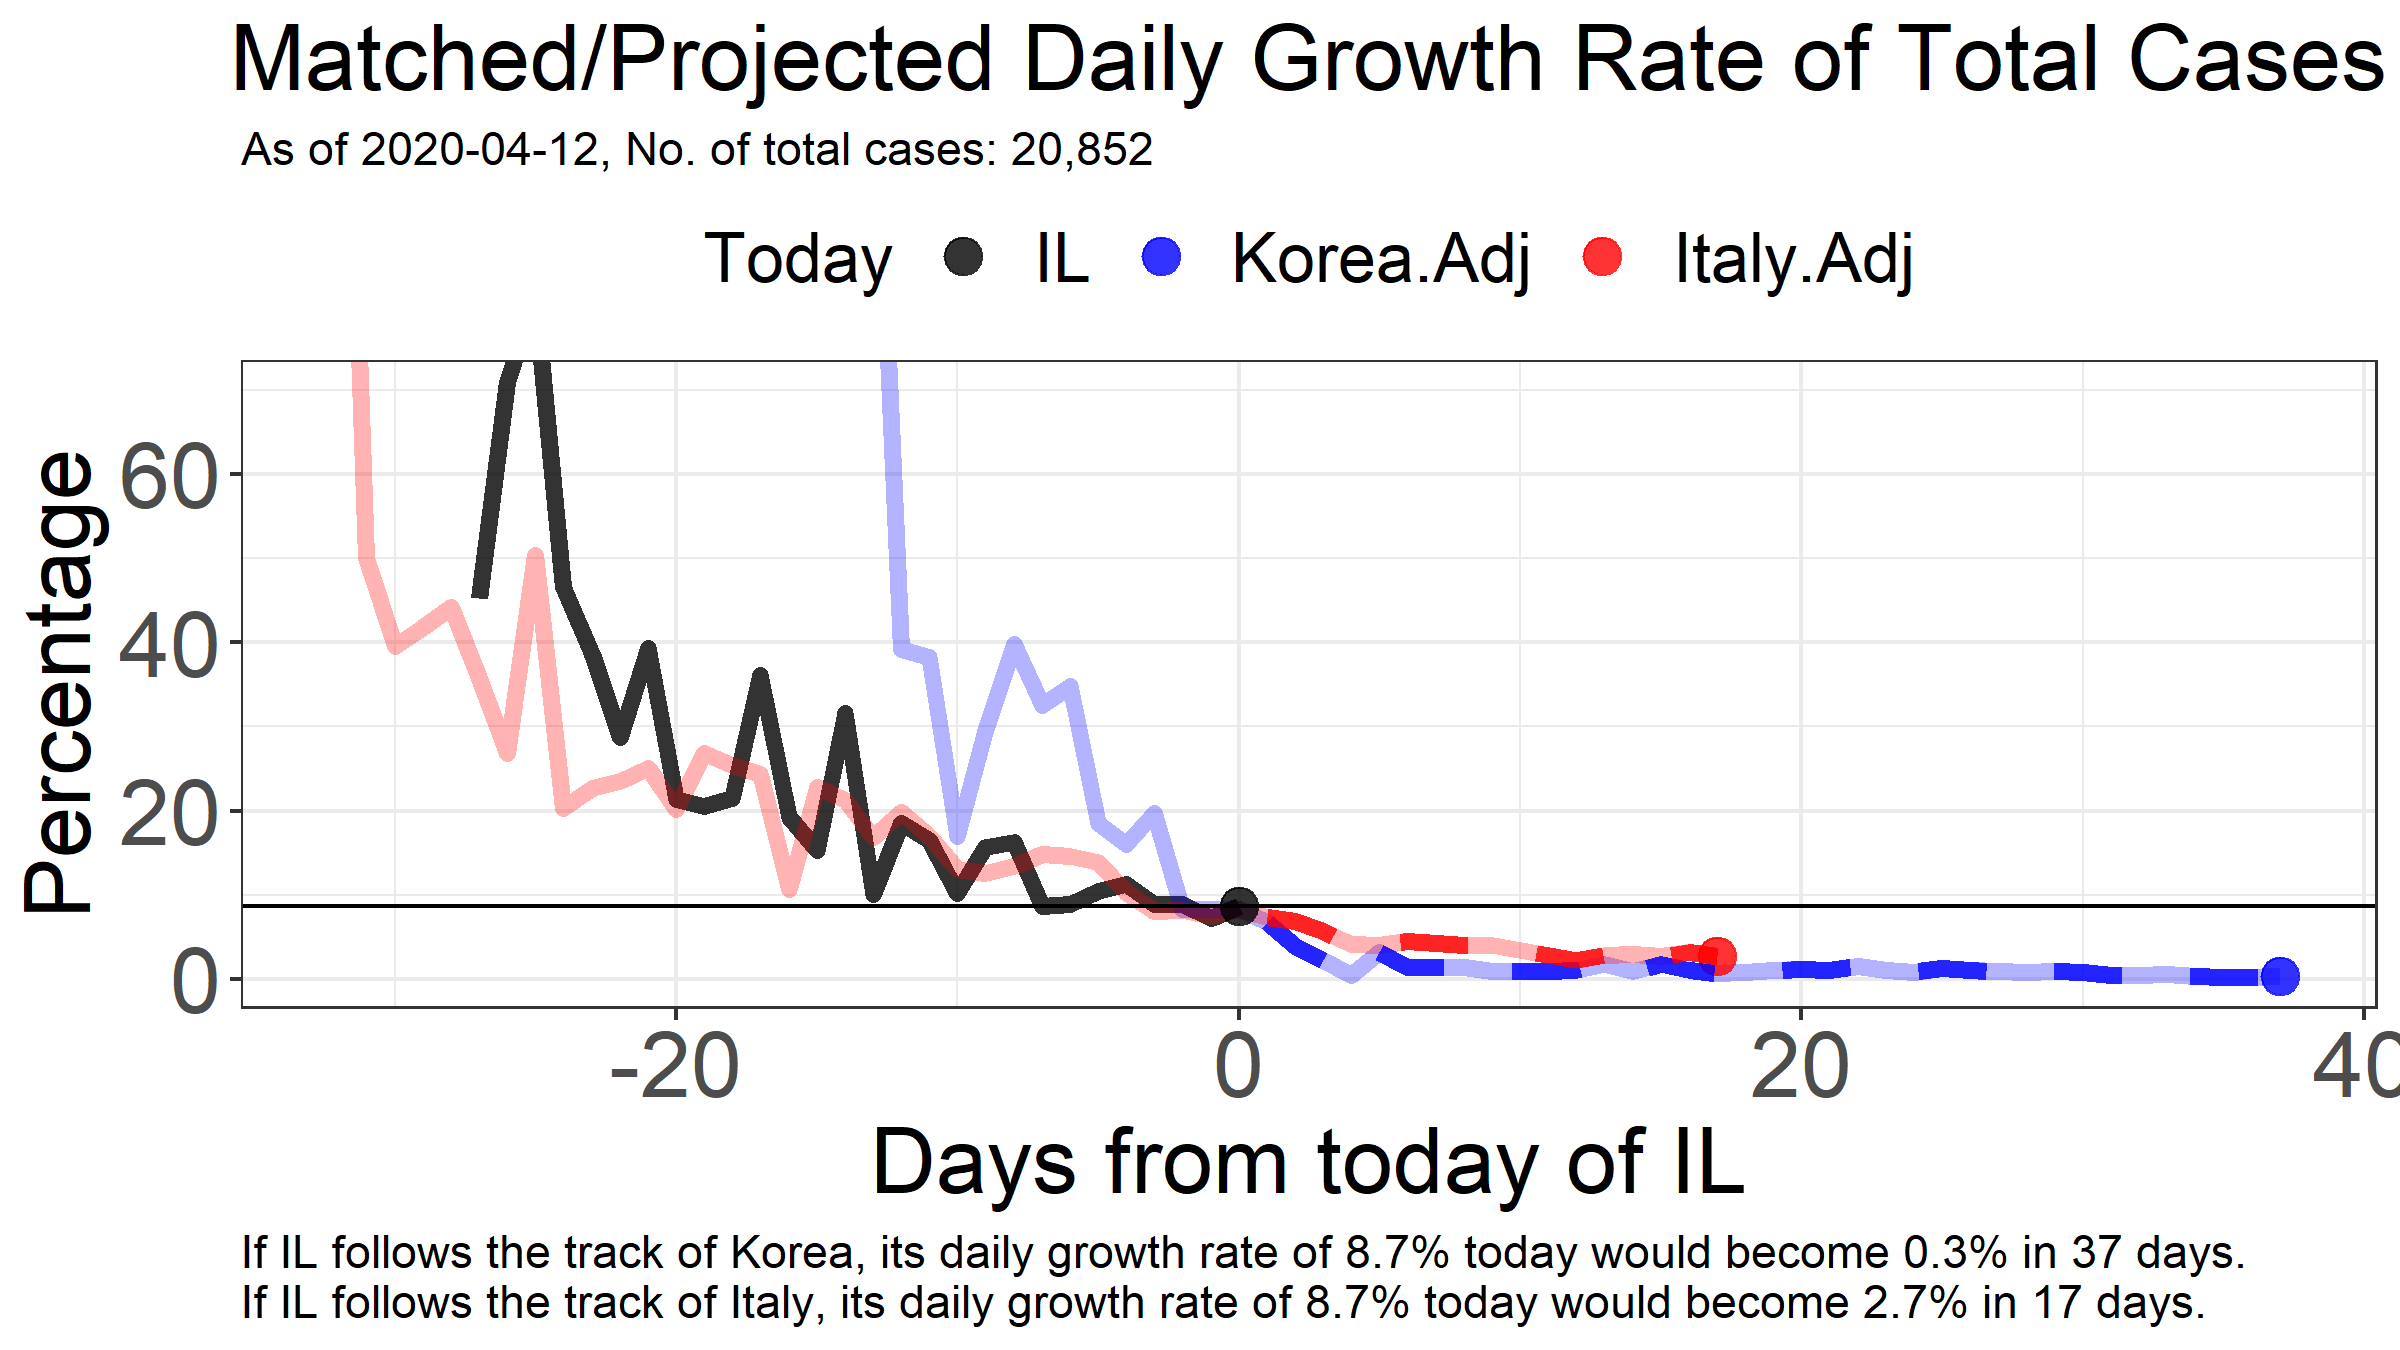 Matched/Projected Daily Growth Rate of Total Cases
As of 2020-04-12, No. of total cases: 20,852
Today IL Korea.Adj Italy.Adj
Percentage
60
40
20
0
-20 0 20 40
Days from today of IL
If IL follows the track of Korea, its daily growth rate of 8.7% today would become 0.3% in 37 days.
If IL follows the track of Italy, its daily growth rate of 8.7% today would become 2.7% in 17 days.